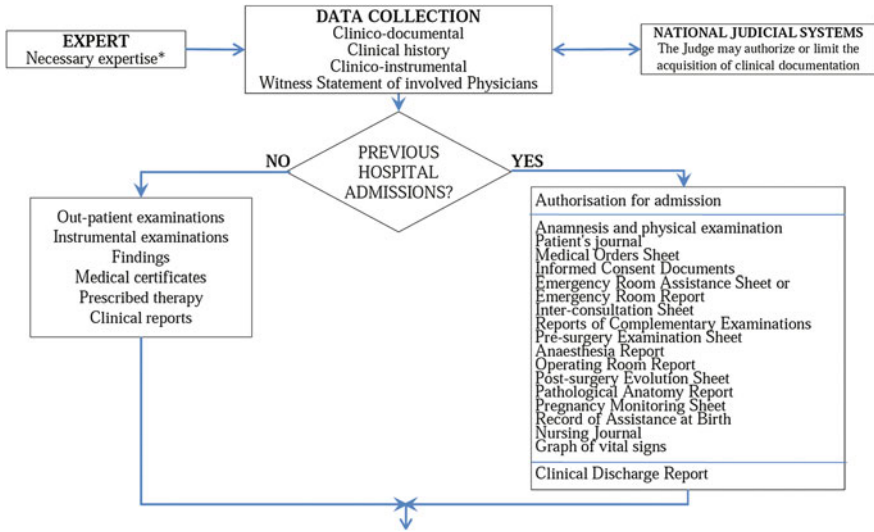 EXPERT
Necessary expertise*
DATA COLLECTION
Clinico-documental
Clinical history
Clinico-instrumental
Witness Statement of involved Physicians
NATIONAL JUDICIAL SYSTEMS
The Judge may authorize or limit the
acquisition of clinical documentation
PREVIOUS
HOSPITAL
ADMISSIONS?
NO
YES
Out-patient examinations
Instrumental examinations
Findings
Medical certificates
Prescribed therapy
Clinical reports
Authorisation for admission
Anamnesis and physical examination
Patient's journal
Medical Orders Sheet
Informed Consent Documents
Emergency Room Assistance Sheet or
Emergency Room Report
Inter-consultation Sheet
Reports of Complementary Examinations
Pre-surgery Examination Sheet
Anaesthesia Report
Operating Room Report
Post-surgery Evolution Sheet
Pathological Anatomy Report
Pregnancy Monitoring Sheet
Record of Assistance at Birth
Nursing Journal
Graph of vital signs
Clinical Discharge Report